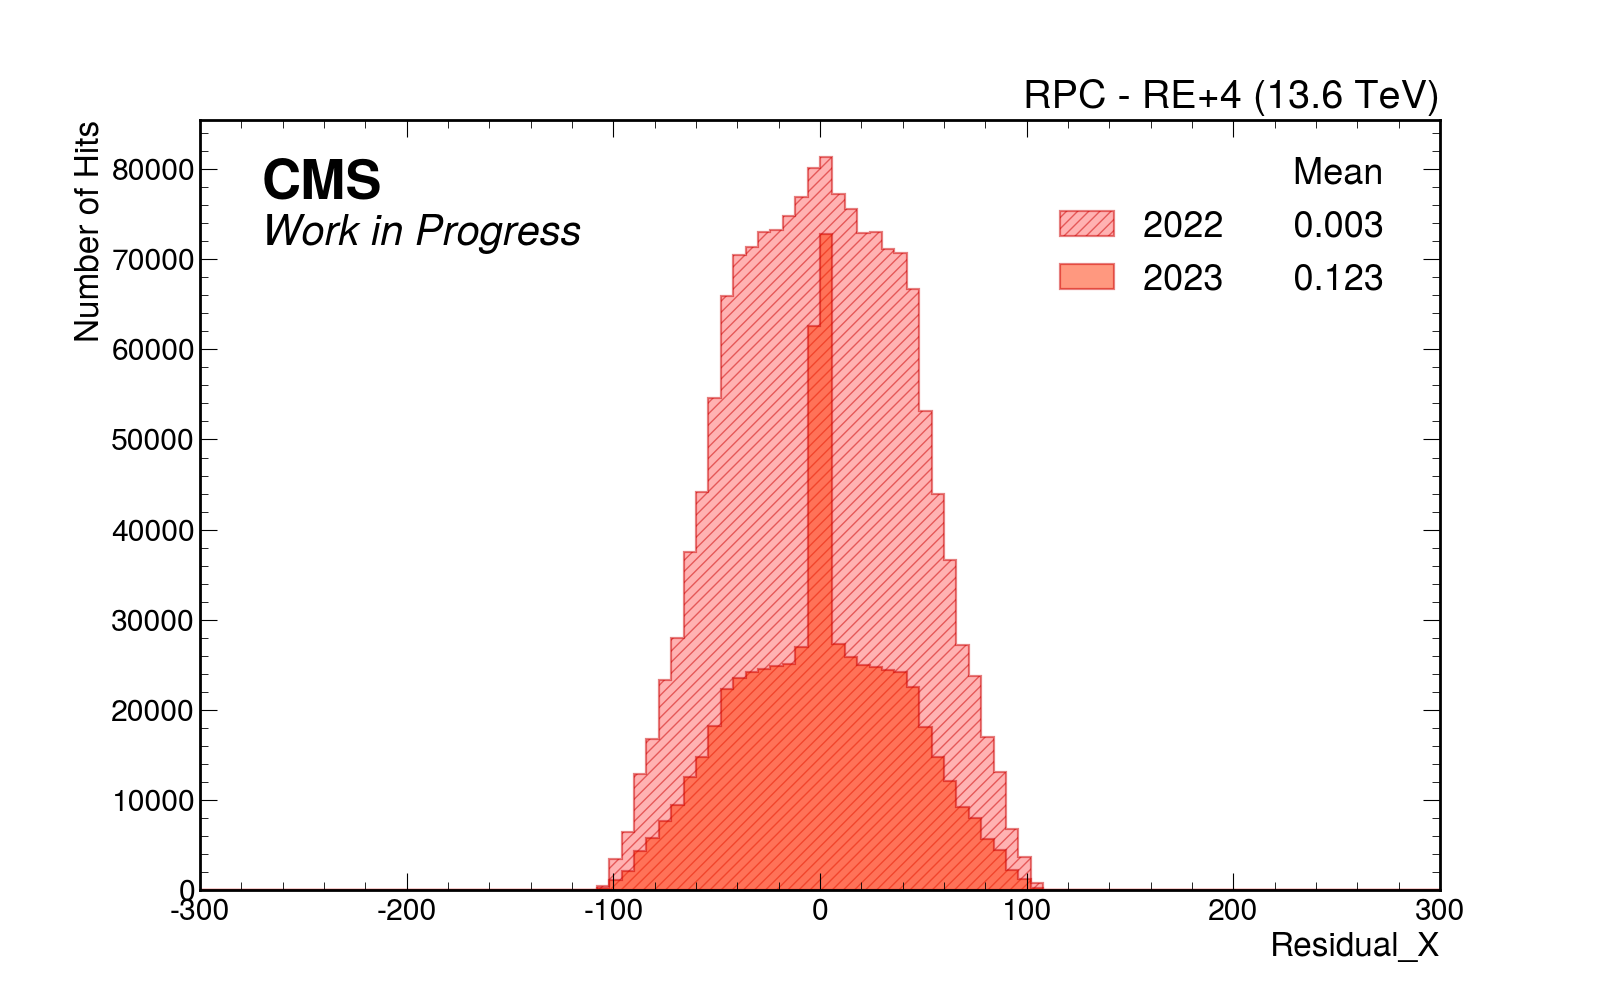 RPC - RE+4 (13.6 TeV)
Number of Hits
CMS
Work in Progress
Mean
2022 0.003
2023 0.123
80000
70000
60000
50000
40000
30000
20000
10000
0
-300 -200 -100 0 100 200 300
Residual_X